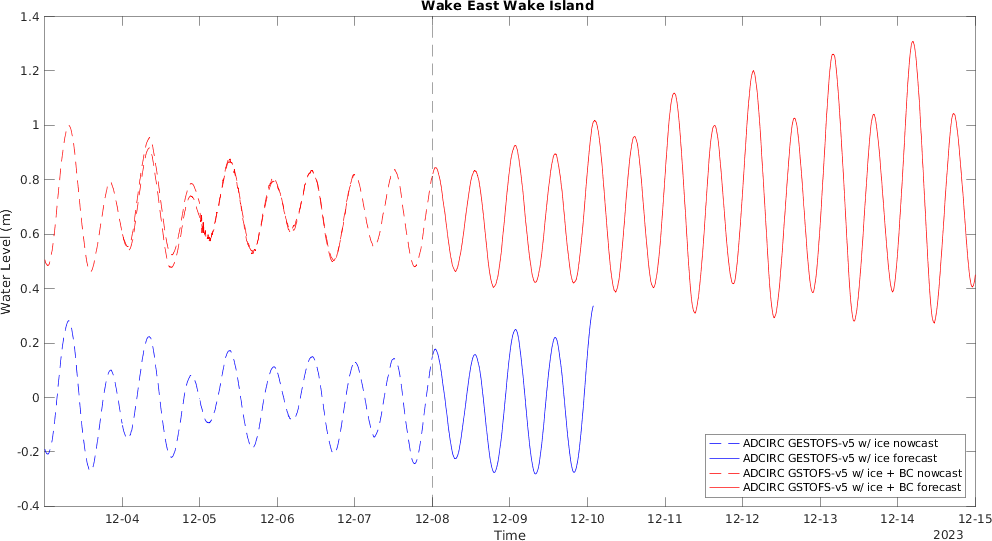 Wake East Wake Island
1.4
1.2
1
0.8
0.6
0.4
0.2
0
-0.2
-0.4
Water Level (m)
12-04 12-05 12-06 12-07 12-08 12-09 12-10 12-11 12-12 12-13 12-14 12-15
Time
2023
ADCIRC GESTOFS-v5 w/ ice nowcast
ADCIRC GESTOFS-v5 w/ ice forecast
ADCIRC GSTOFS-v5 w/ ice + BC nowcast
ADCIRC GSTOFS-v5 w/ ice + BC forecast